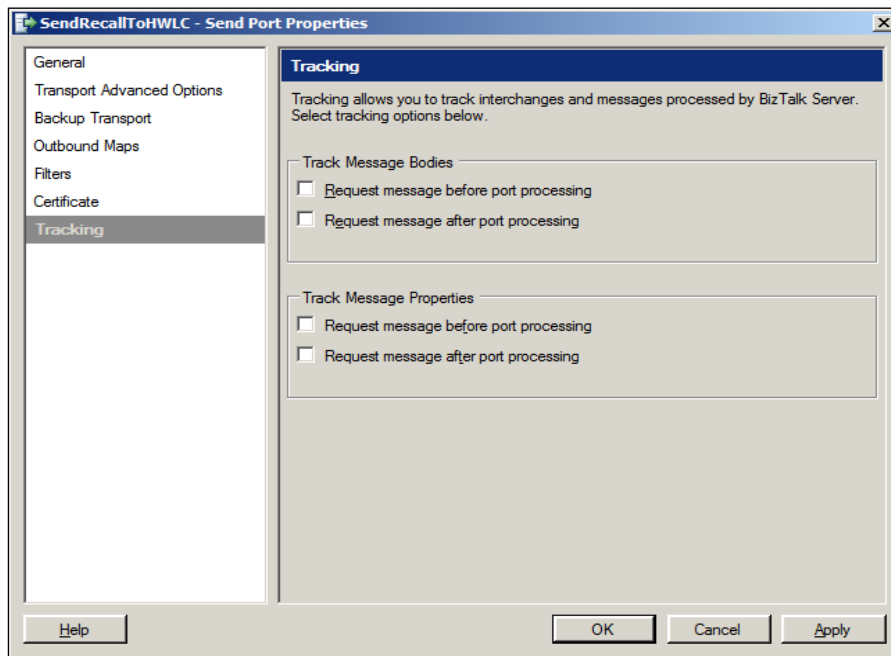 SendRecallToHWLC - Send Port Properties
General
Transport Advanced Options
Backup Transport
Outbound Maps
Filters
Certificate
Tracking
Tracking
Tracking allows you to track interchanges and messages processed by BizTalk Server.
Select tracking options below.
Track Message Bodies
Request message before port processing
Request message after port processing
Track Message Properties
Request message before port processing
Request message after port processing
Help
OK
Cancel
Apply